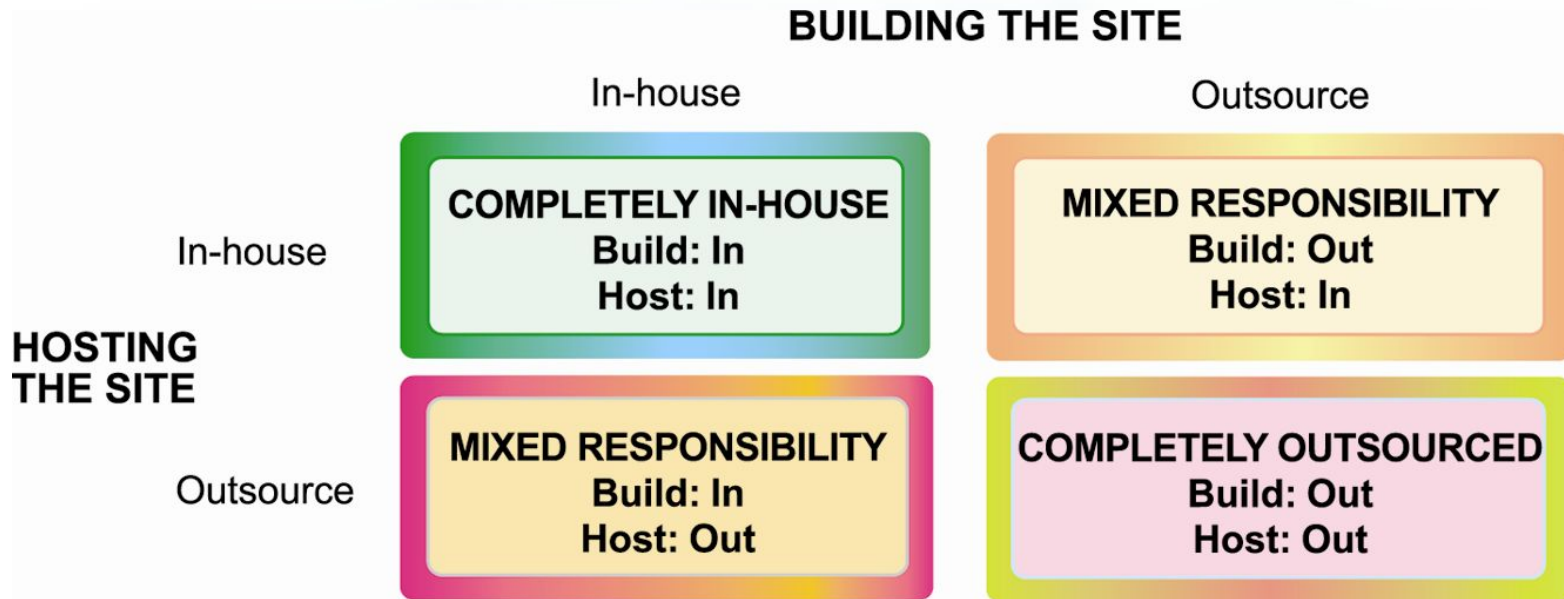 BUILDING THE SITE
In-house
Outsource
In-house
COMPLETELY IN-HOUSE
Build: In
Host: In
MIXED RESPONSIBILITY
Build: Out
Host: In
HOSTING
THE SITE
Outsource
MIXED RESPONSIBILITY
Build: In
Host: Out
COMPLETELY OUTSOURCED
Build: Out
Host: Out